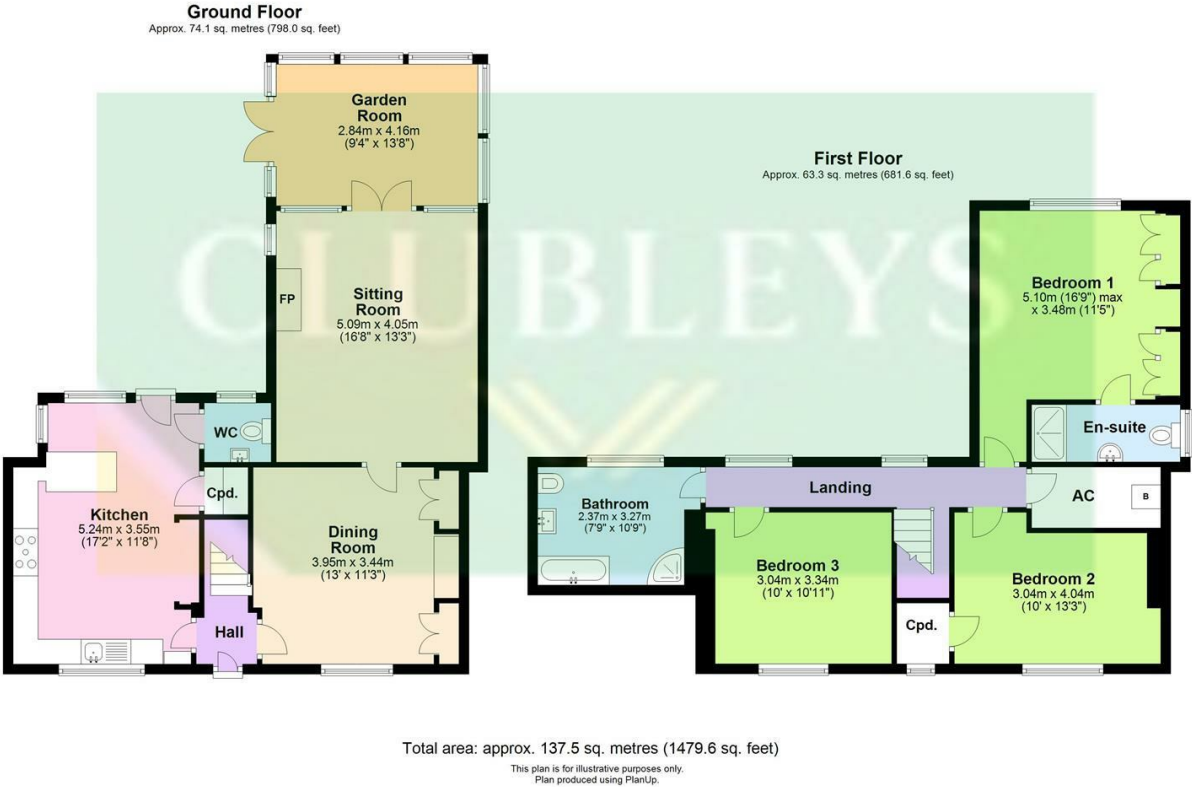 Ground Floor
Approx. 74.1 sq. metres (798.0 sq. feet)
Garden
Room
2.84m x 4.16m
(9'4" x 13'8")
First Floor
Approx. 63.3 sq. metres (681.6 sq. feet)
CLUBLEYS
FP
Sitting
Room
5.09m x 4.05m
(16'8" x 13'3")
Bedroom 1
5.10m (16'9") max
x 3.48m (11'5")
WC
En-suite
Cpd.
Kitchen
5.24m x 3.55m
(17'2" x 11'8")
Dining
Room
3.95m x 3.44m
(13' x 11'3")
Hall
Bathroom
2.37m x 3.27m
(7'9" x 10'9")
Landing
AC
B
Bedroom 3
3.04m x 3.34m
(10' x 10'11")
Bedroom 2
3.04m x 4.04m
(10' x 13'3")
Cpd.
Total area: approx. 137.5 sq. metres (1479.6 sq. feet)
This plan is for illustrative purposes only.
Plan produced using PlanUp.